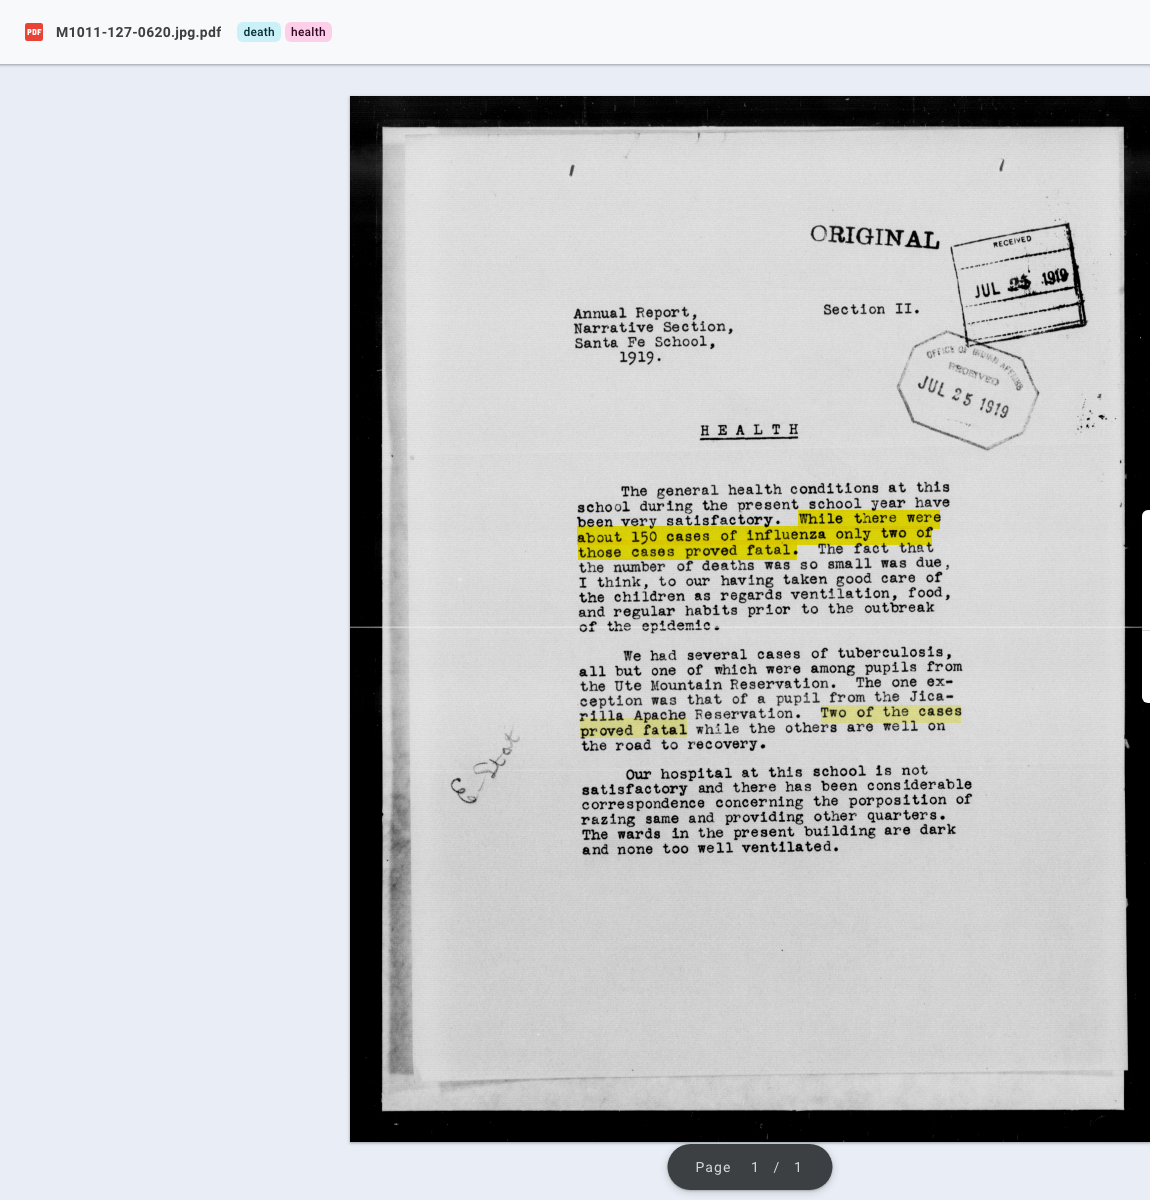 PDF M1011-127-0620.jpg.pdf death health
ORIGINAL
RECEIVED
JUL 25 1919
Annual Report, Section II.
Narrative Section,
Santa Fe School,
1919.
OFFICE OF INDIAN AFFAIRS
RECEIVED
JUL 25 1919
H E A L T H
The general health conditions at this
school during the present school year have
been very satisfactory. While there were
about 150 cases of influenza only two of
those cases proved fatal. The fact that
the number of deaths was so small was due,
I think, to our having taken good care of
the children as regards ventilation, food,
and regular habits prior to the outbreak
of the epidemic.
We had several cases of tuberculosis,
all but one of which were among pupils from
the Ute Mountain Reservation. The one ex-
ception was that of a pupil from the Jica-
rilla Apache Reservation. Two of the cases
proved fatal while the others are well on
the road to recovery.
Our hospital at this school is not
satisfactory and there has been considerable
correspondence concerning the porposition of
razing same and providing other quarters.
The wards in the present building are dark
and none too well ventilated.
Page 1 / 1